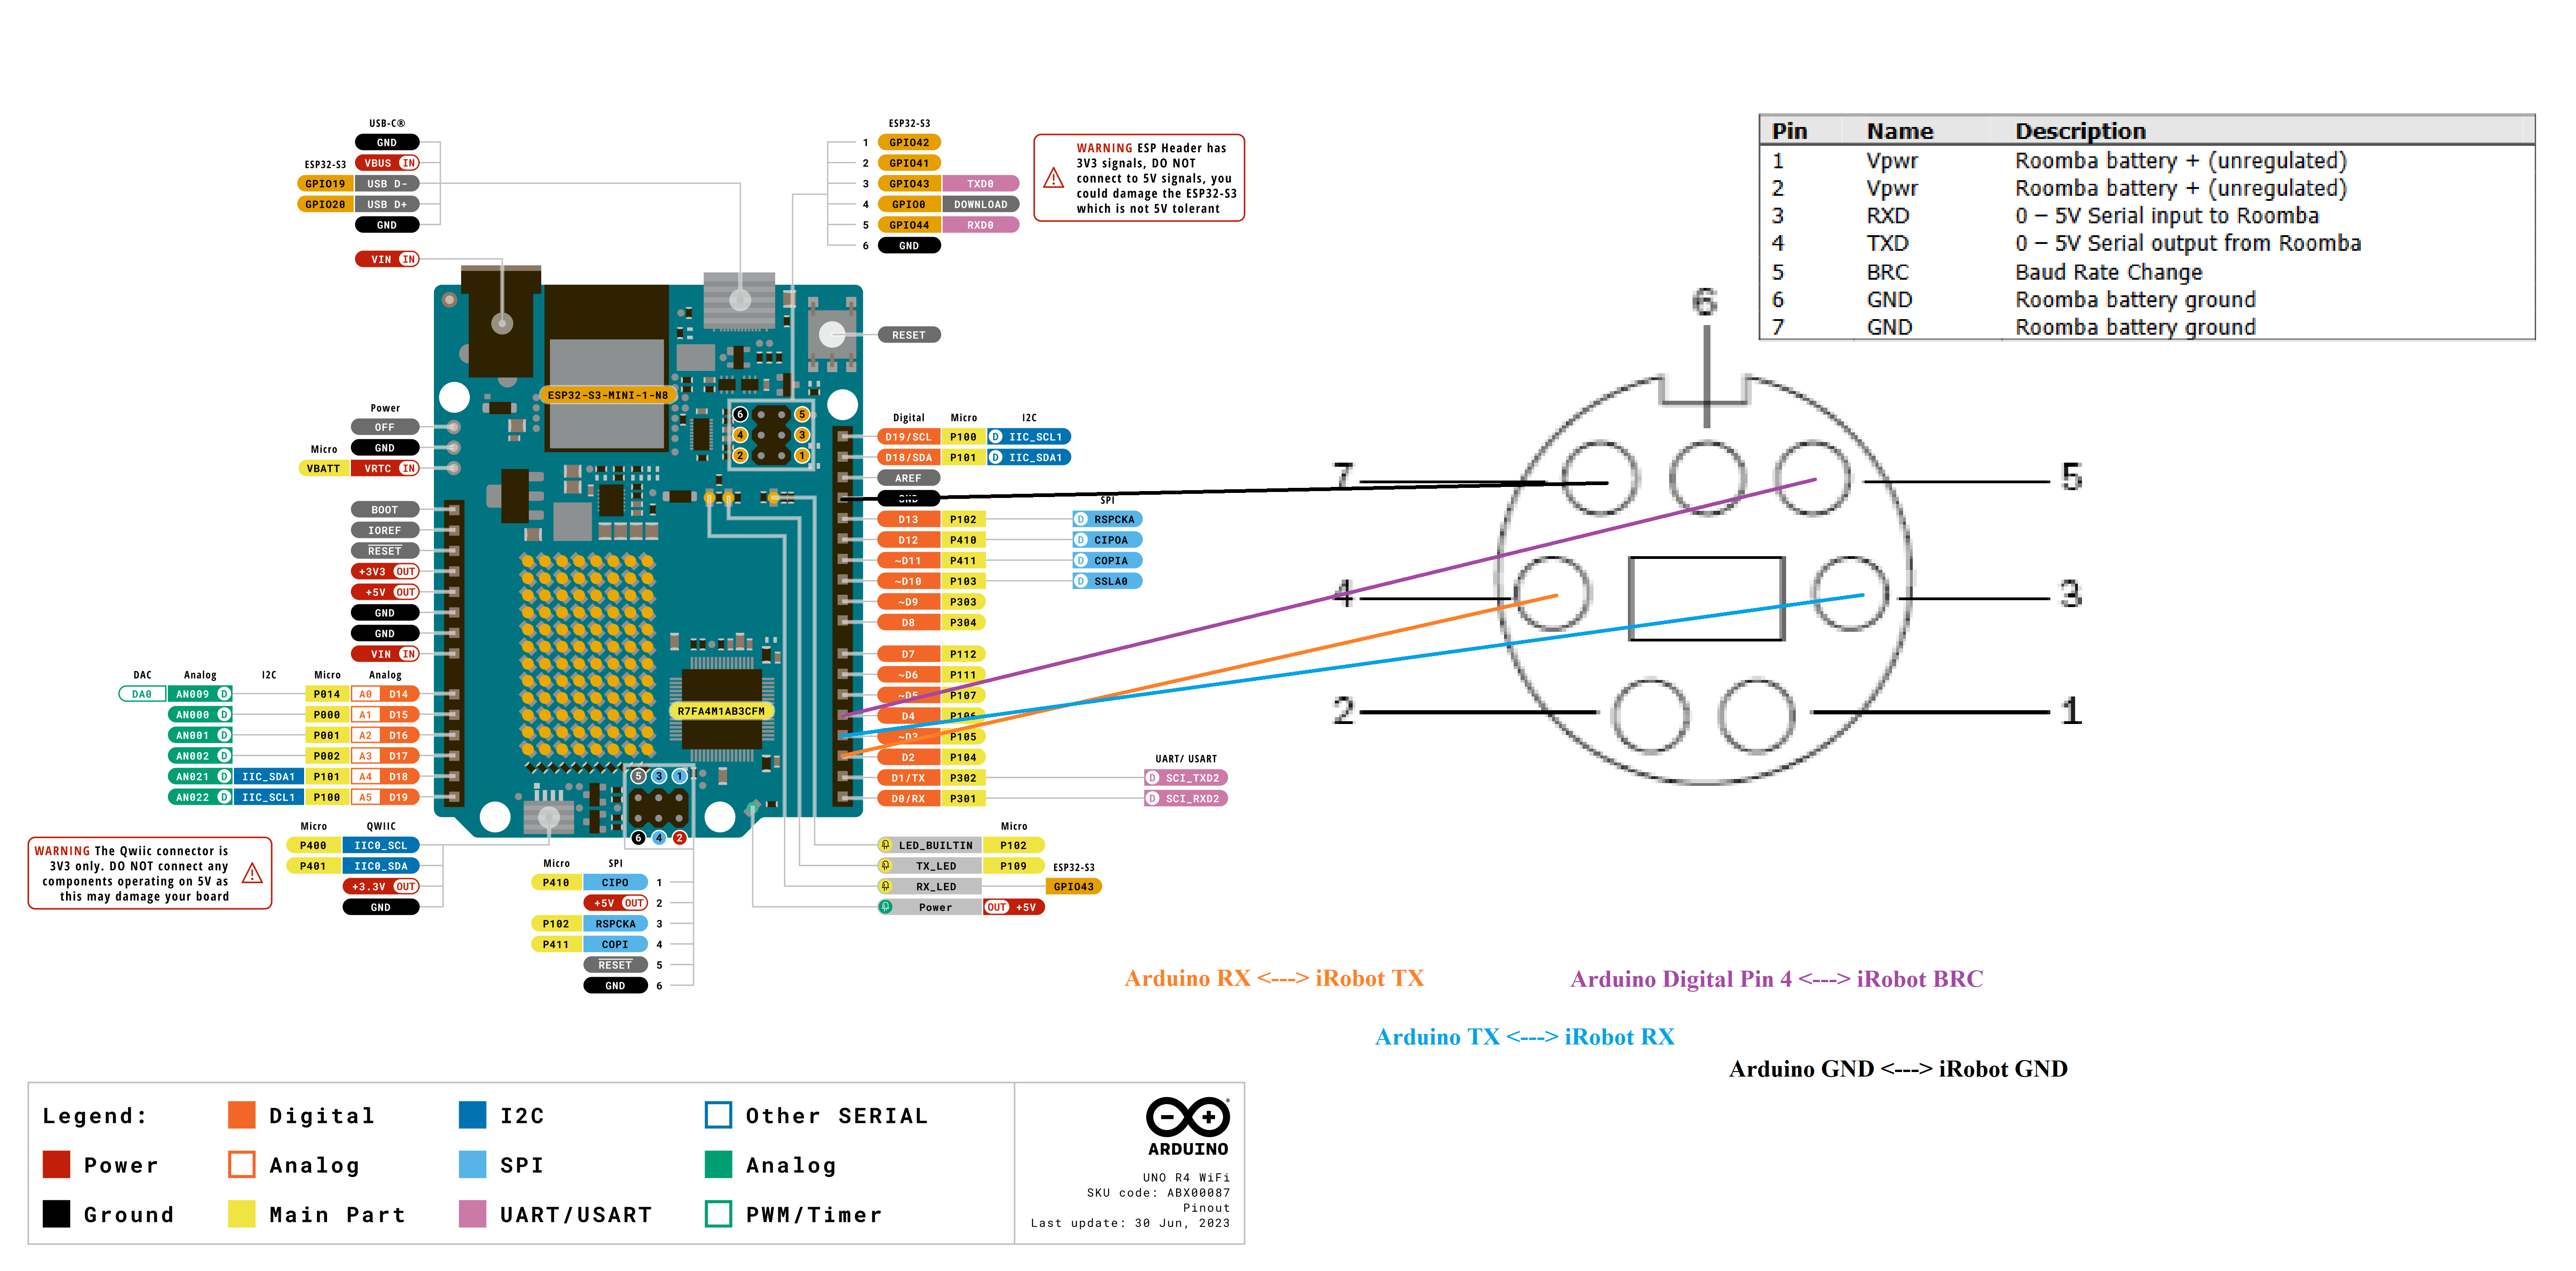 USB-C®
GND
ESP32-S3
VBUS IN
GPIO19 USB D-
GPIO20 USB D+
GND
VIN IN
ESP32-S3
1 GPIO42
2 GPIO41
3 GPIO43 TXD0
4 GPIO0 DOWNLOAD
5 GPIO44 RXD0
6 GND
WARNING ESP Header has
3V3 signals, DO NOT
connect to 5V signals, you
could damage the ESP32-S3
which is not 5V tolerant
Pin Name Description
1 Vpwr Roomba battery + (unregulated)
2 Vpwr Roomba battery + (unregulated)
3 RXD 0 – 5V Serial input to Roomba
4 TXD 0 – 5V Serial output from Roomba
5 BRC Baud Rate Change
6 GND Roomba battery ground
7 GND Roomba battery ground
RESET
ESP32-S3-MINI-1-N8
6 5
4 3
2 1
Power
OFF
GND
Micro
VBATT VRTC IN
BOOT
IOREF
RESET
+3V3 OUT
+5V OUT
GND
GND
VIN IN
DAC Analog I2C Micro Analog
DA0 AN009 D P014 A0 D14
AN000 D P000 A1 D15
AN001 D P001 A2 D16
AN002 D P002 A3 D17
AN021 D IIC_SDA1 P101 A4 D18
AN022 D IIC_SCL1 P100 A5 D19
Digital Micro I2C
D19/SCL P100 D IIC_SCL1
D18/SDA P101 D IIC_SDA1
AREF
GND
SPI
D13 P102 D RSPCKA
D12 P410 D CIPOA
~D11 P411 D COPIA
~D10 P103 D SSLA0
~D9 P303
D8 P304
D7 P112
~D6 P111
~D5 P107
D4 P106
~D3 P105
D2 P104
UART/ USART
D1/TX P302 D SCI_TXD2
D0/RX P301 D SCI_RXD2
R7FA4M1AB3CFM
5 3 1
6 4 2
6
7
5
4
3
2
1
Micro QWIIC
P400 IIC0_SCL
P401 IIC0_SDA
+3.3V OUT
GND
WARNING The Qwiic connector is
3V3 only. DO NOT connect any
components operating on 5V as
this may damage your board
Micro SPI
P410 CIPO 1
+5V OUT 2
P102 RSPCKA 3
P411 COPI 4
RESET 5
GND 6
Micro
LED_BUILTIN P102
TX_LED P109
ESP32-S3
RX_LED GPIO43
Power OUT +5V
Arduino RX <---> iRobot TX
Arduino Digital Pin 4 <---> iRobot BRC
Arduino TX <---> iRobot RX
Arduino GND <---> iRobot GND
Legend:
Digital
I2C
Other SERIAL
Power
Analog
SPI
Analog
Ground
Main Part
UART/USART
PWM/Timer
ARDUINO
UNO R4 WiFi
SKU code: ABX00087
Pinout
Last update: 30 Jun, 2023